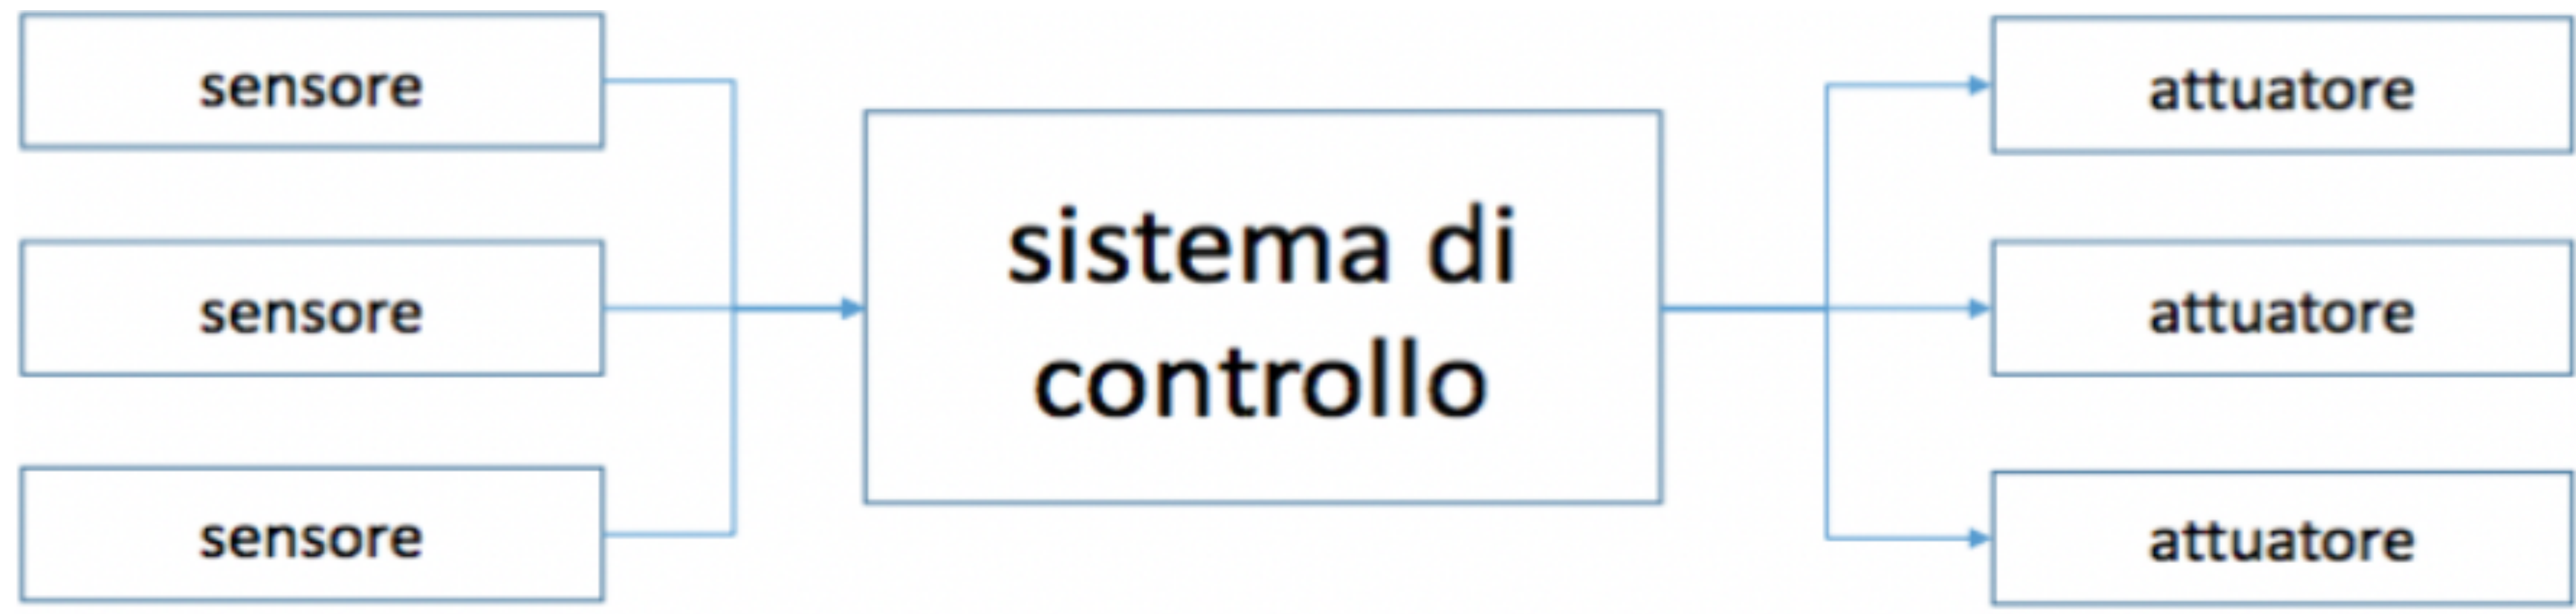 sensore
sensore
sensore
sistema di
controllo
attuatore
attuatore
attuatore